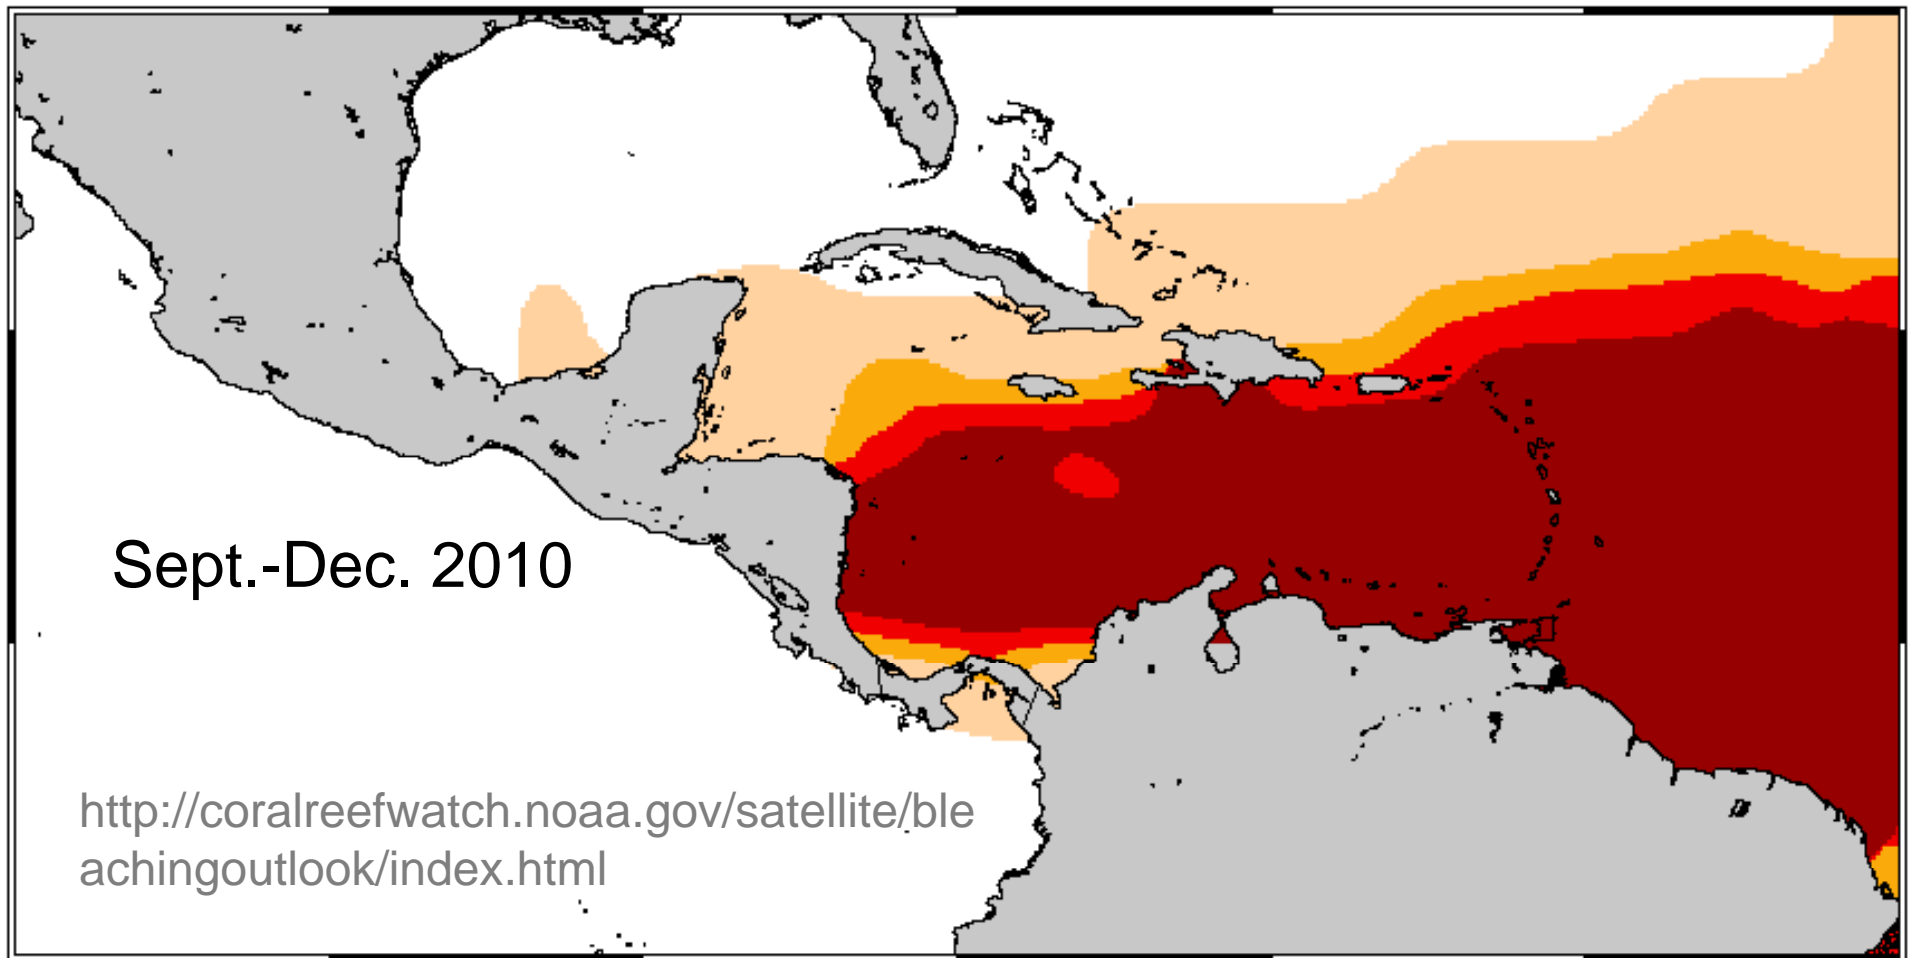 Sept.-Dec. 2010
http://coralreefwatch.noaa.gov/satellite/ble
achingoutlook/index.html